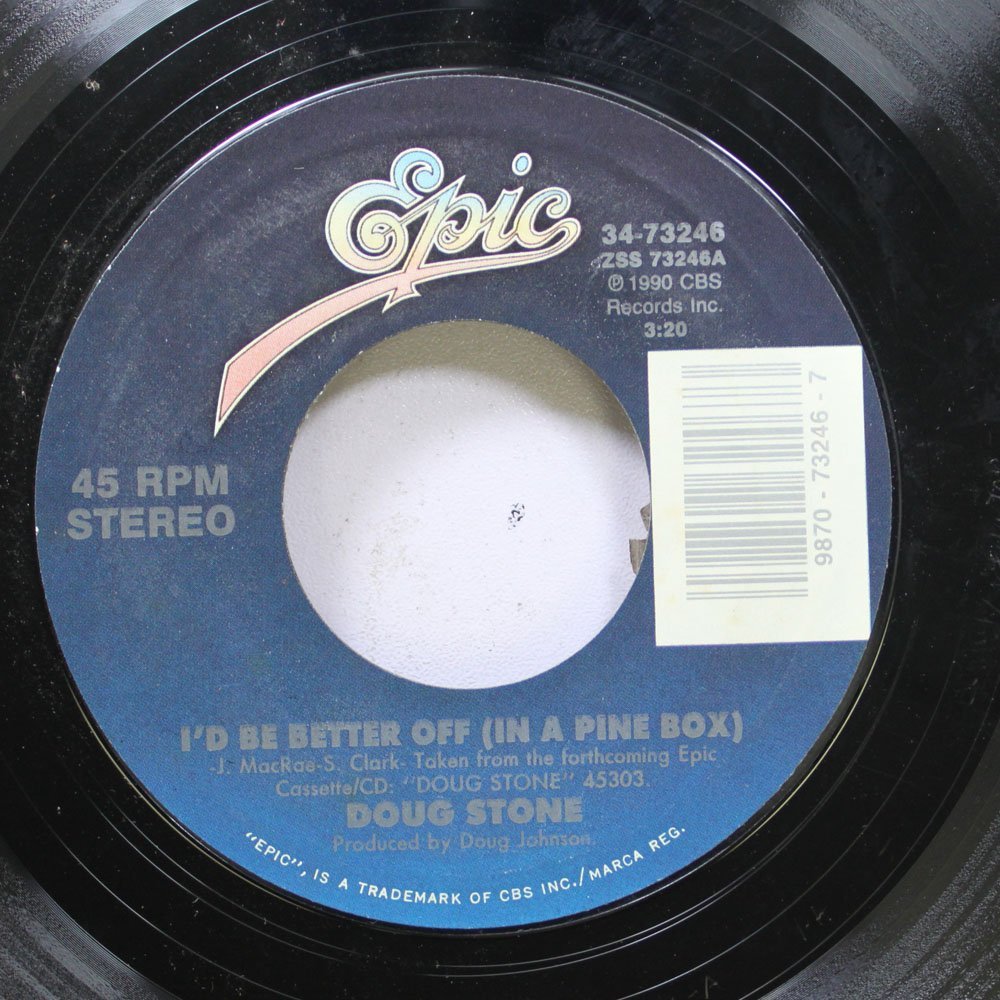 Epic
34-73246
ZSS 73246A
℗ 1990 CBS
Records Inc.
3:20
9870 - 73246 - 7
45 RPM
STEREO
I'D BE BETTER OFF (IN A PINE BOX)
-J. MacRae-S. Clark- Taken from the forthcoming Epic
Cassette/CD: "DOUG STONE" 45303.
DOUG STONE
Produced by Doug Johnson.
"EPIC", IS A TRADEMARK OF CBS INC./MARCA REG.